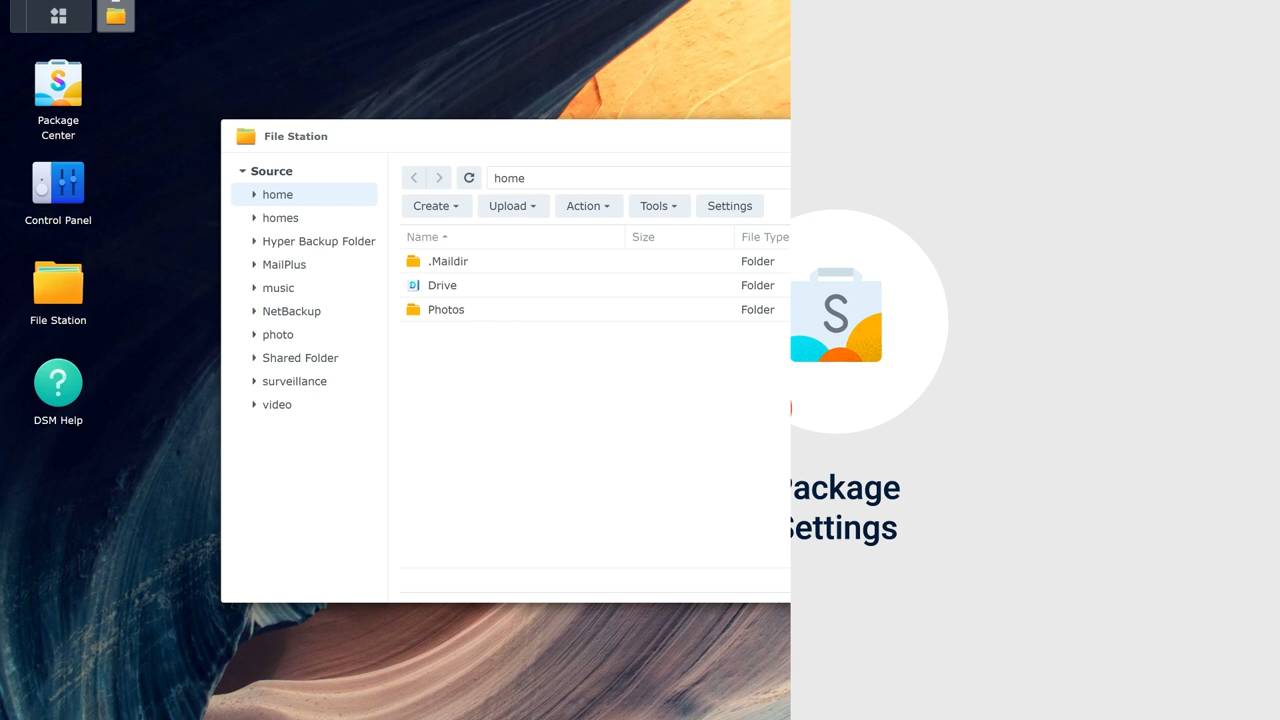 Package
Center
Control Panel
File Station
DSM Help
File Station
Source
home
homes
Hyper Backup Folder
MailPlus
music
NetBackup
photo
Shared Folder
surveillance
video
home
Create
Upload
Action
Tools
Settings
Name Size File Type
.Maildir Folder
Drive Folder
Photos Folder
S
Package
Settings